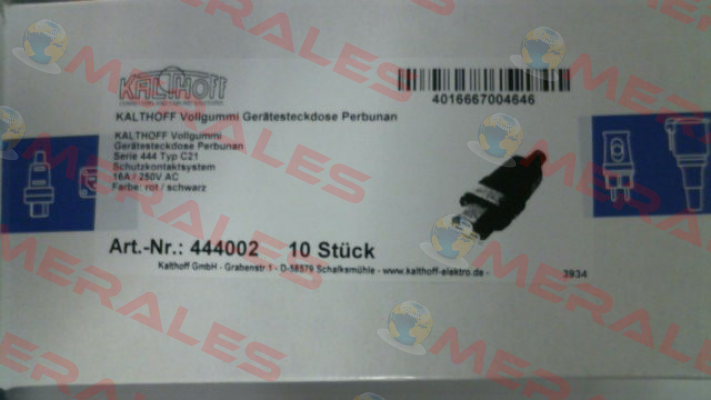 KALTHOFF
4016667004646
KALTHOFF Vollgummi Gerätesteckdose Perbunan
KALTHOFF Vollgummi
Gerätesteckdose Perbunan
Serie 444 Typ C21
Schutzkontaktsystem
16A / 250V AC
Farbe: rot / schwarz
Art.-Nr.: 444002 10 Stück
Kalthoff GmbH - Grabenstr.1 - D-58579 Schalksmühle - www.kalthoff-elektro.de -
3934
MERALES
MERALES
MERALES
MERALES
MERALES
MERALES